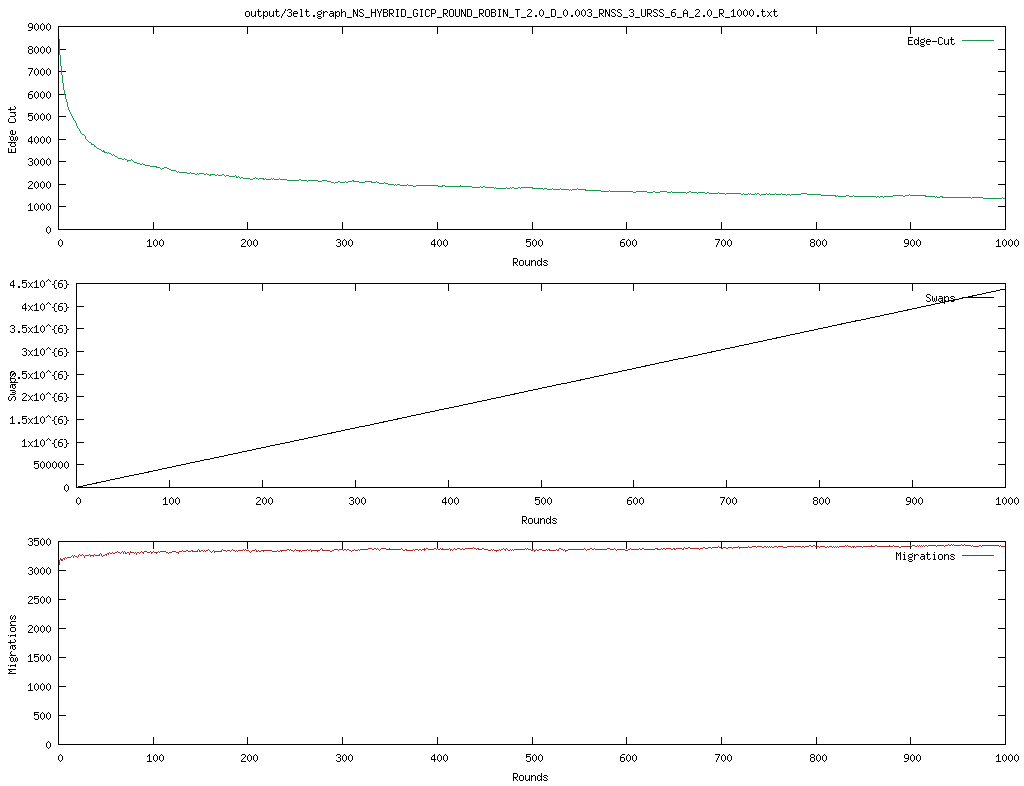 output/3elt.graph_NS_HYBRID_GICP_ROUND_ROBIN_T_2.0_D_0.003_RNSS_3_URSS_6_A_2.0_R_1000.txt
Edge-Cut
9000
8000
7000
6000
5000
4000
3000
2000
1000
0
Edge Cut
0 100 200 300 400 500 600 700 800 900 1000
Rounds
Swaps
4.5x10^{6}
4x10^{6}
3.5x10^{6}
3x10^{6}
.5x10^{6}
2x10^{6}
1.5x10^{6}
1x10^{6}
500000
0
Swaps
0 100 200 300 400 500 600 700 800 900 1000
Rounds
Migrations
3500
3000
2500
2000
1500
1000
500
0
Migrations
0 100 200 300 400 500 600 700 800 900 1000
Rounds